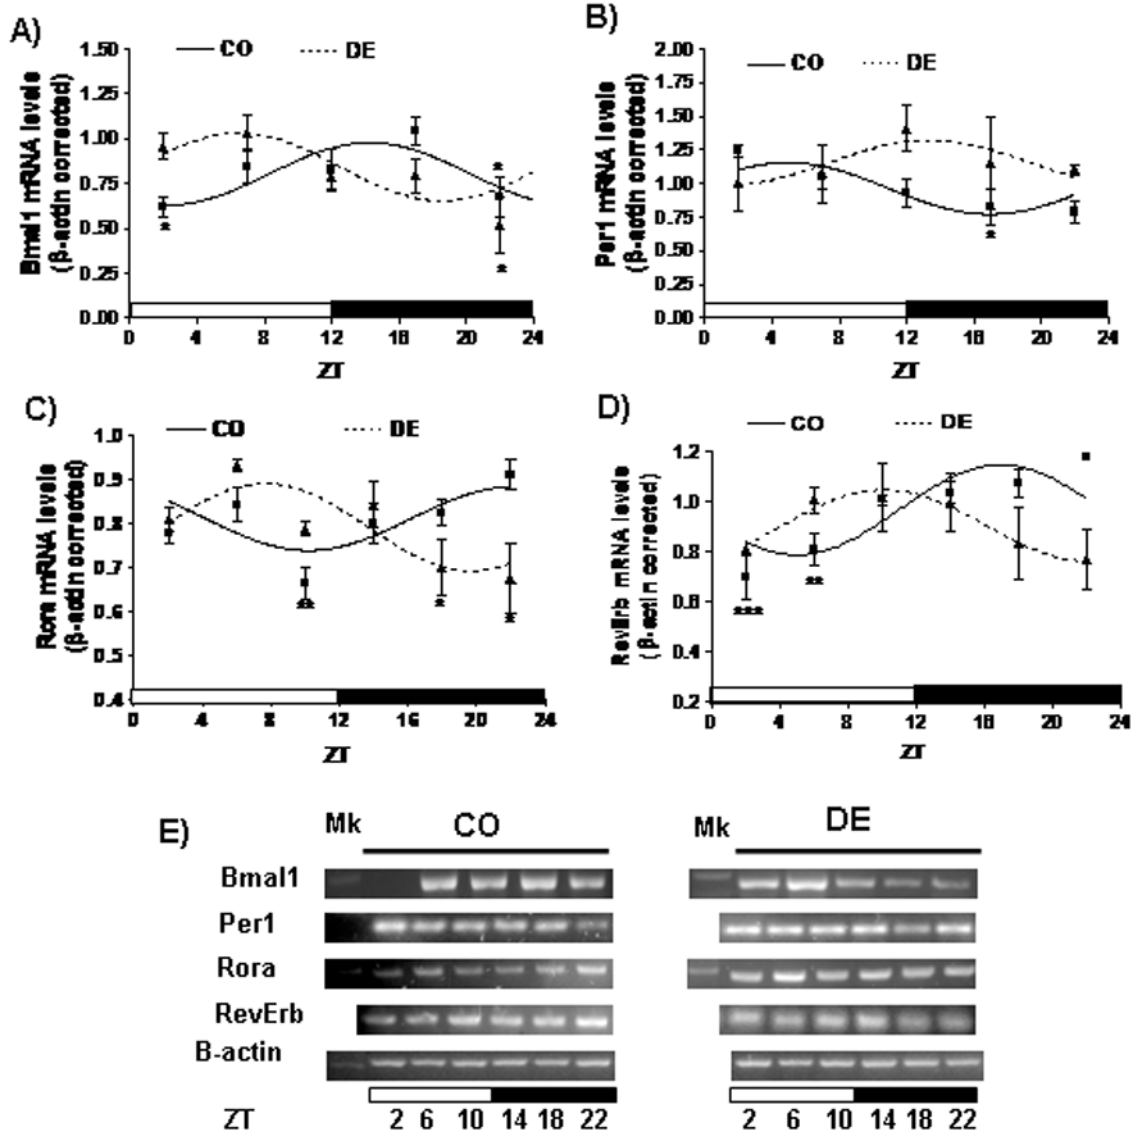 A)
CO DE
Bmal1 mRNA levels
(β-actin corrected)
1.50
1.25
1.00
0.75
0.50
0.25
0.00
0 4 8 12 16 20 24
ZT
B)
CO DE
Per1 mRNA levels
(β-actin corrected)
2.00
1.75
1.50
1.25
1.00
0.75
0.50
0.25
0.00
0 4 8 12 16 20 24
ZT
C)
CO DE
Rora mRNA levels
(β-actin corrected)
1.0
0.9
0.8
0.7
0.6
0.5
0.4
0 4 8 12 16 20 24
ZT
D)
CO DE
RevErb mRNA levels
(β-actin corrected)
1.2
1.0
0.8
0.6
0.4
0.2
0 4 8 12 16 20 24
ZT
E)
Mk CO Mk DE
Bmal1
Per1
Rora
RevErb
B-actin
ZT 2 6 10 14 18 22 2 6 10 14 18 22